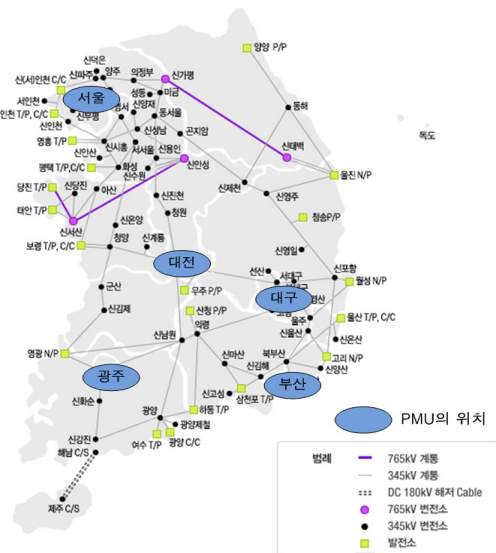 양양 P/P
신덕은
신파주
양주
의정부
신가평
신(서)인천 C/C
성동
미금
서인천
서울
신양재
동서울
동해
독도
인천 T/P, C/C
신부평
신인천
신성남
곤지암
영흥 T/P
신시흥
서서울
신용인
신태백
신안산
신안성
평택 T/P,C/C
화성
신수원
울진 N/P
당진 T/P
신당진
아산
신제천
신영주
신진천
태안 T/P
청원
청송P/P
신서산
신온양
보령 T/P, C/C
청양
신계룡
신영일
대전
선산
서대구
신포항
월성 N/P
군산
무주 P/P
대구
경산
신김제
산청 P/P
울주
울산 T/P, C/C
의령
신울산
신남원
신온산
영광 N/P
신마산
북부산
고리 N/P
광주
신김해
신양산
부산
신고성
삼천포 T/P
신화순
광양
하동 T/P
PMU의 위치
광양제철
신강진
여수 T/P
광양 C/C
해남 C/S
범례
765kV 계통
345kV 계통
DC 180kV 해저 Cable
제주 C/S
765kV 변전소
345kV 변전소
발전소